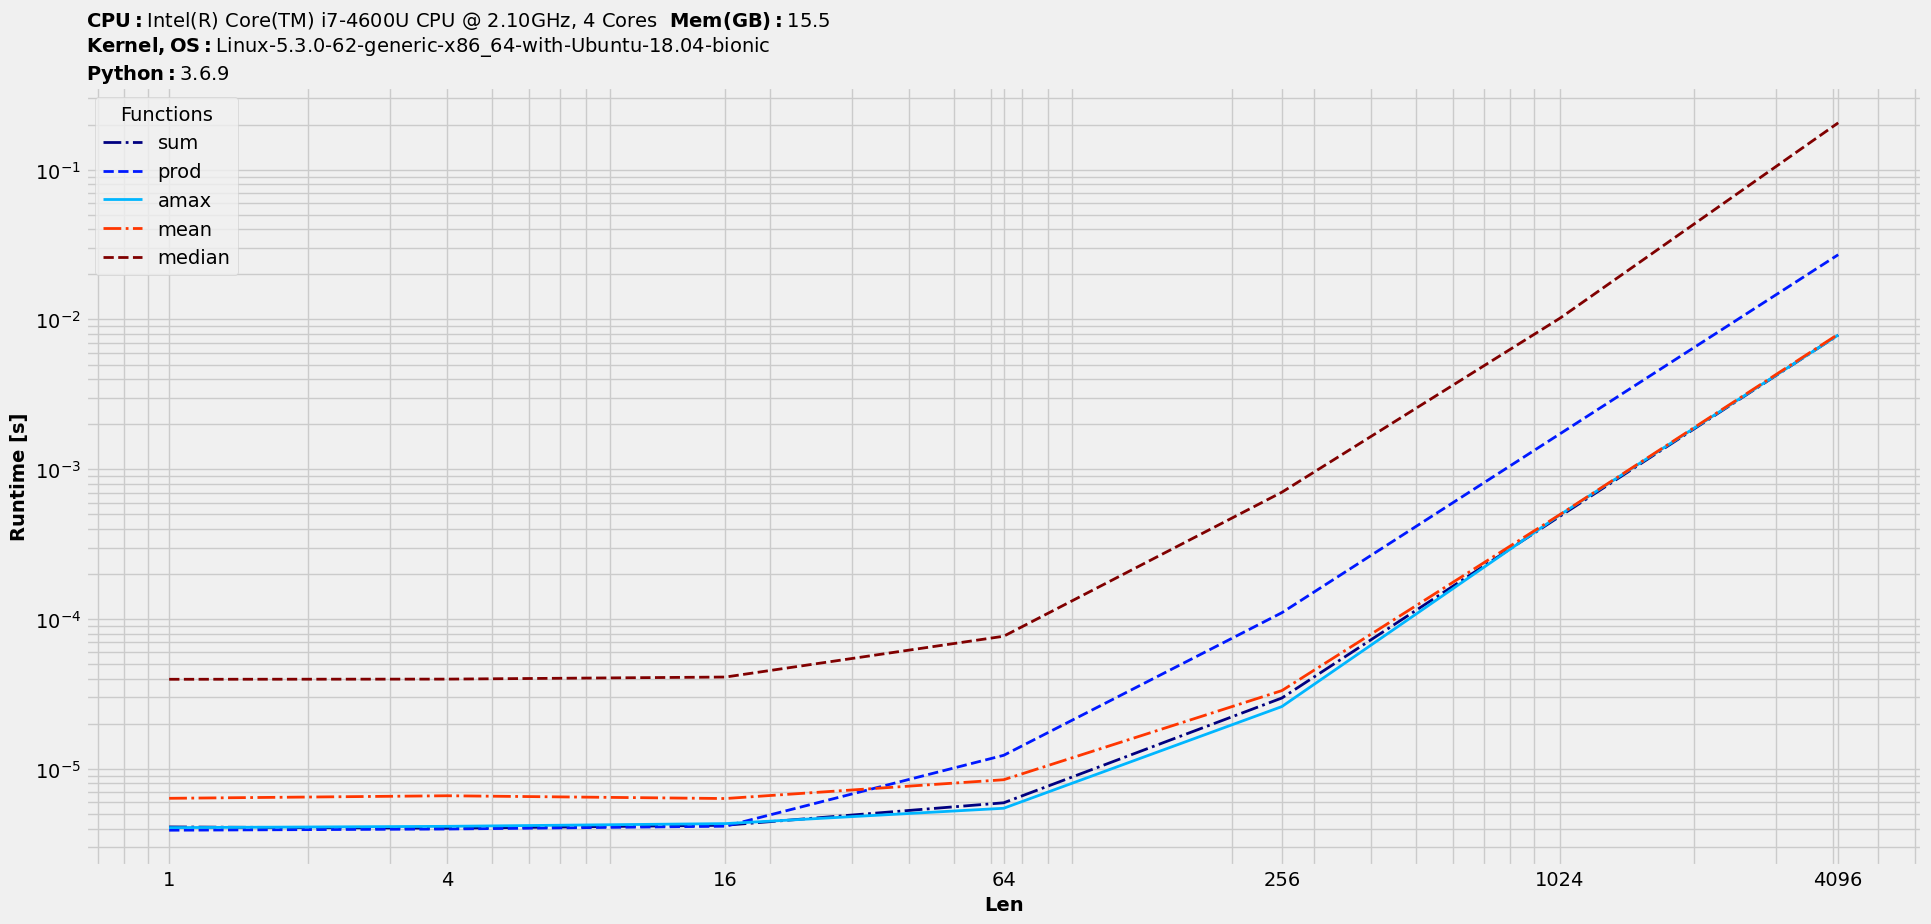 CPU: Intel(R) Core(TM) i7-4600U CPU @ 2.10GHz, 4 Cores Mem(GB): 15.5
Kernel, OS: Linux-5.3.0-62-generic-x86_64-with-Ubuntu-18.04-bionic
Python: 3.6.9
Functions
sum
prod
amax
mean
median
10⁻¹
10⁻²
10⁻³
10⁻⁴
10⁻⁵
Runtime [s]
1 4 16 64 256 1024 4096
Len